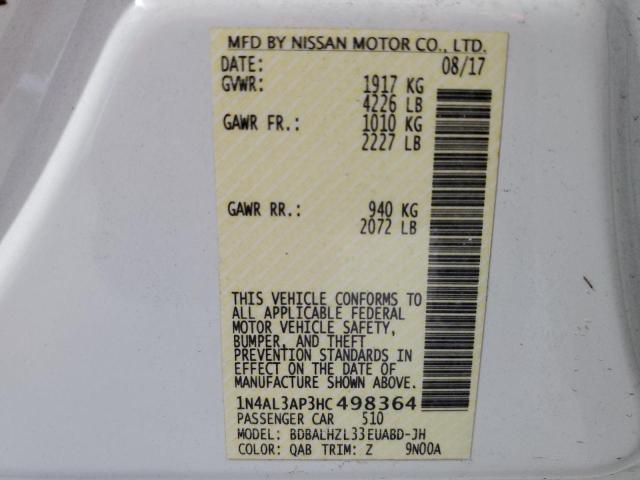 MFD BY NISSAN MOTOR CO., LTD.
DATE: 08/17
GVWR: 1917 KG
4226 LB
GAWR FR.: 1010 KG
2227 LB
GAWR RR.: 940 KG
2072 LB
THIS VEHICLE CONFORMS TO
ALL APPLICABLE FEDERAL
MOTOR VEHICLE SAFETY,
BUMPER, AND THEFT
PREVENTION STANDARDS IN
EFFECT ON THE DATE OF
MANUFACTURE SHOWN ABOVE.
1N4AL3AP3HC498364
PASSENGER CAR 510
MODEL: BDBALHZL33EUABD-JH
COLOR: QAB TRIM: Z 9N00A